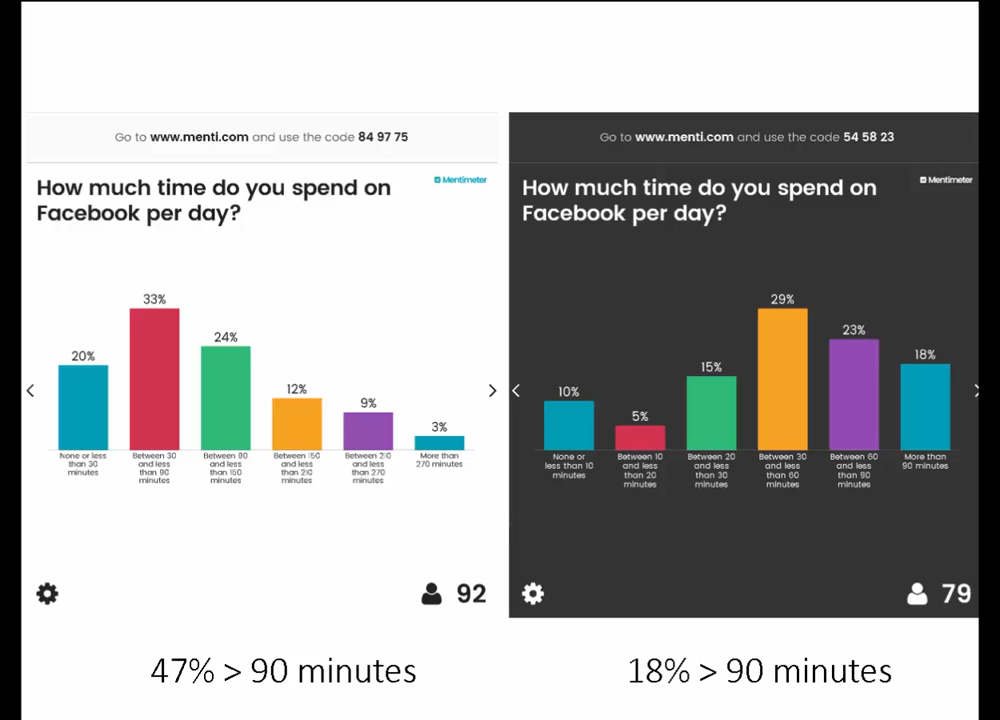 Go to www.menti.com and use the code 84 97 75
Mentimeter
How much time do you spend on
Facebook per day?
20%
33%
24%
12%
9%
3%
None or less
than 30
minutes
Between 30
and less
than 90
minutes
Between 90
and less
than 150
minutes
Between 150
and less
than 210
minutes
Between 210
and less
than 270
minutes
More than
270 minutes
92
47% > 90 minutes
Go to www.menti.com and use the code 54 58 23
Mentimeter
How much time do you spend on
Facebook per day?
10%
5%
15%
29%
23%
18%
None or
less than 10
minutes
Between 10
and less
than 20
minutes
Between 20
and less
than 30
minutes
Between 30
and less
than 60
minutes
Between 60
and less
than 90
minutes
More than
90 minutes
79
18% > 90 minutes